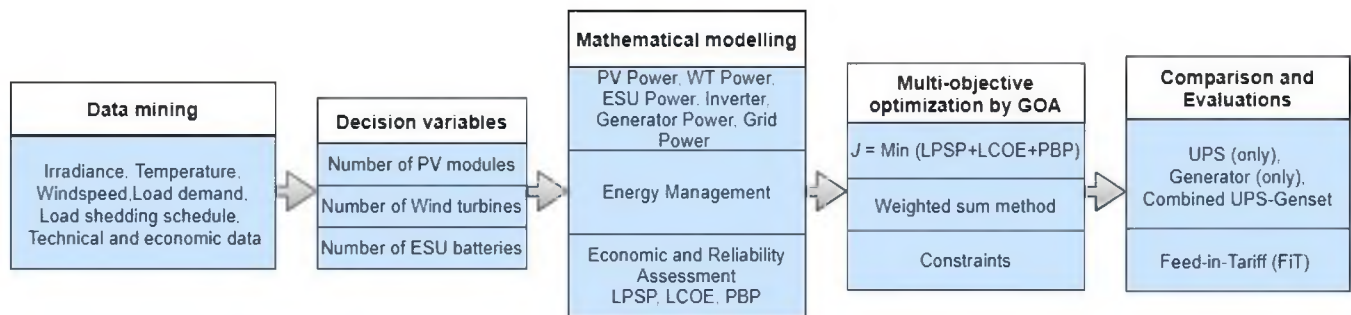 Data mining
Irradiance, Temperature,
Windspeed,Load demand,
Load shedding schedule,
Technical and economic data
Decision variables
Number of PV modules
Number of Wind turbines
Number of ESU batteries
Mathematical modelling
PV Power, WT Power,
ESU Power, Inverter,
Generator Power, Grid
Power
Energy Management
Economic and Reliability
Assessment
LPSP, LCOE, PBP
Multi-objective
optimization by GOA
J = Min (LPSP+LCOE+PBP)
Weighted sum method
Constraints
Comparison and
Evaluations
UPS (only),
Generator (only),
Combined UPS-Genset
Feed-in-Tariff (FiT)